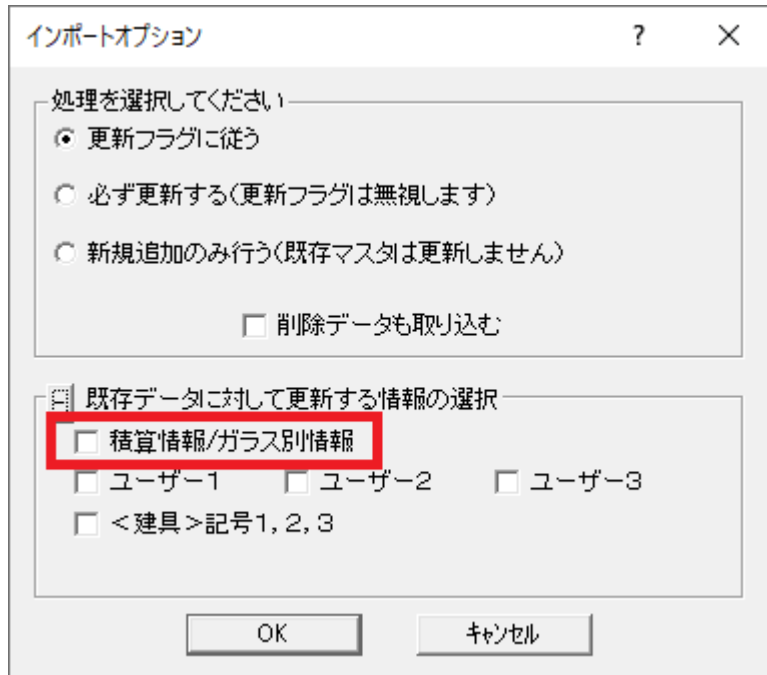 インポートオプション ?
処理を選択してください
更新フラグに従う
必ず更新する(更新フラグは無視します)
新規追加のみ行う(既存マスタは更新しません)
削除データも取り込む
既存データに対して更新する情報の選択
積算情報/ガラス別情報
ユーザー1 ユーザー2 ユーザー3
<建具>記号1,2,3
OK キャンセル